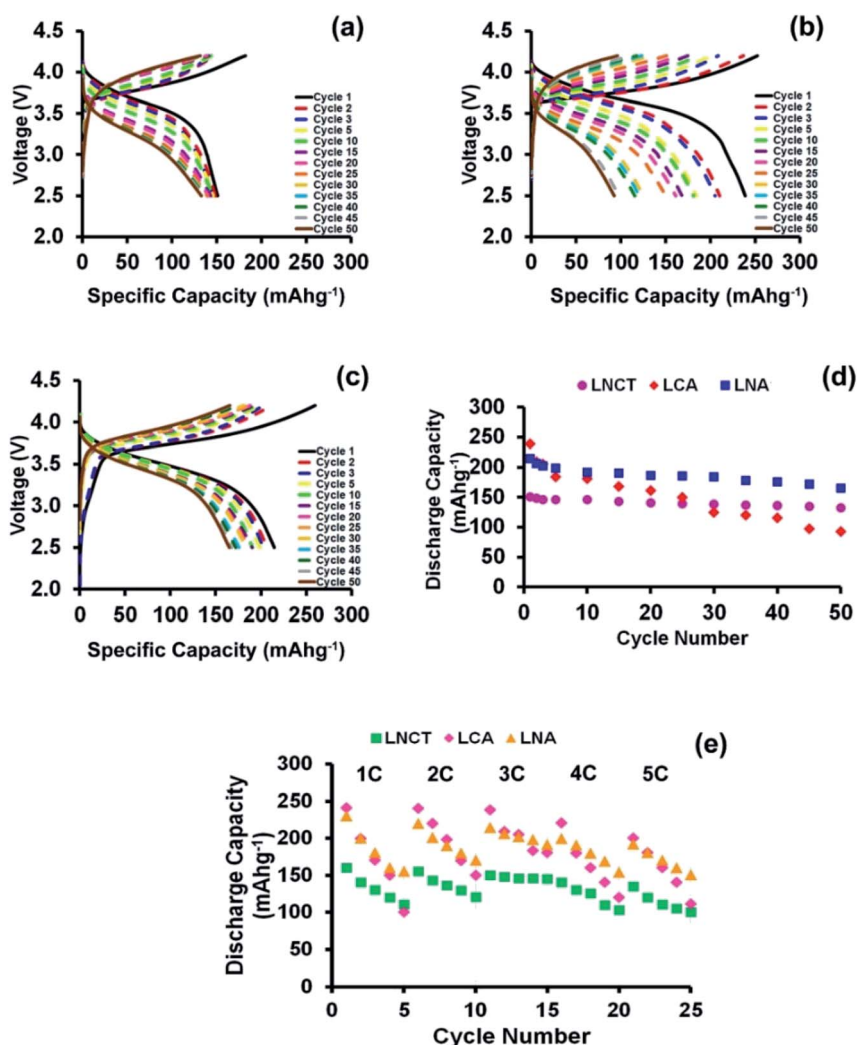 (a)
4.5
4.0
3.5
3.0
2.5
2.0
Voltage (V)
Cycle 1
Cycle 2
Cycle 3
Cycle 5
Cycle 10
Cycle 15
Cycle 20
Cycle 25
Cycle 30
Cycle 35
Cycle 40
Cycle 45
Cycle 50
0 50 100 150 200 250 300
Specific Capacity (mAhg⁻¹)
(b)
4.5
4.0
3.5
3.0
2.5
2.0
Voltage (V)
Cycle 1
Cycle 2
Cycle 3
Cycle 5
Cycle 10
Cycle 15
Cycle 20
Cycle 25
Cycle 30
Cycle 35
Cycle 40
Cycle 45
Cycle 50
0 50 100 150 200 250 300
Specific Capacity (mAhg⁻¹)
(c)
4.5
4.0
3.5
3.0
2.5
2.0
Voltage (V)
Cycle 1
Cycle 2
Cycle 3
Cycle 5
Cycle 10
Cycle 15
Cycle 20
Cycle 25
Cycle 30
Cycle 35
Cycle 40
Cycle 45
Cycle 50
0 50 100 150 200 250 300
Specific Capacity (mAhg⁻¹)
LNCT LCA LNA
(d)
300
250
200
150
100
50
0
Discharge Capacity
(mAhg⁻¹)
0 10 20 30 40 50
Cycle Number
LNCT LCA LNA
(e)
1C 2C 3C 4C 5C
300
250
200
150
100
50
0
Discharge Capacity
(mAhg⁻¹)
0 5 10 15 20 25
Cycle Number